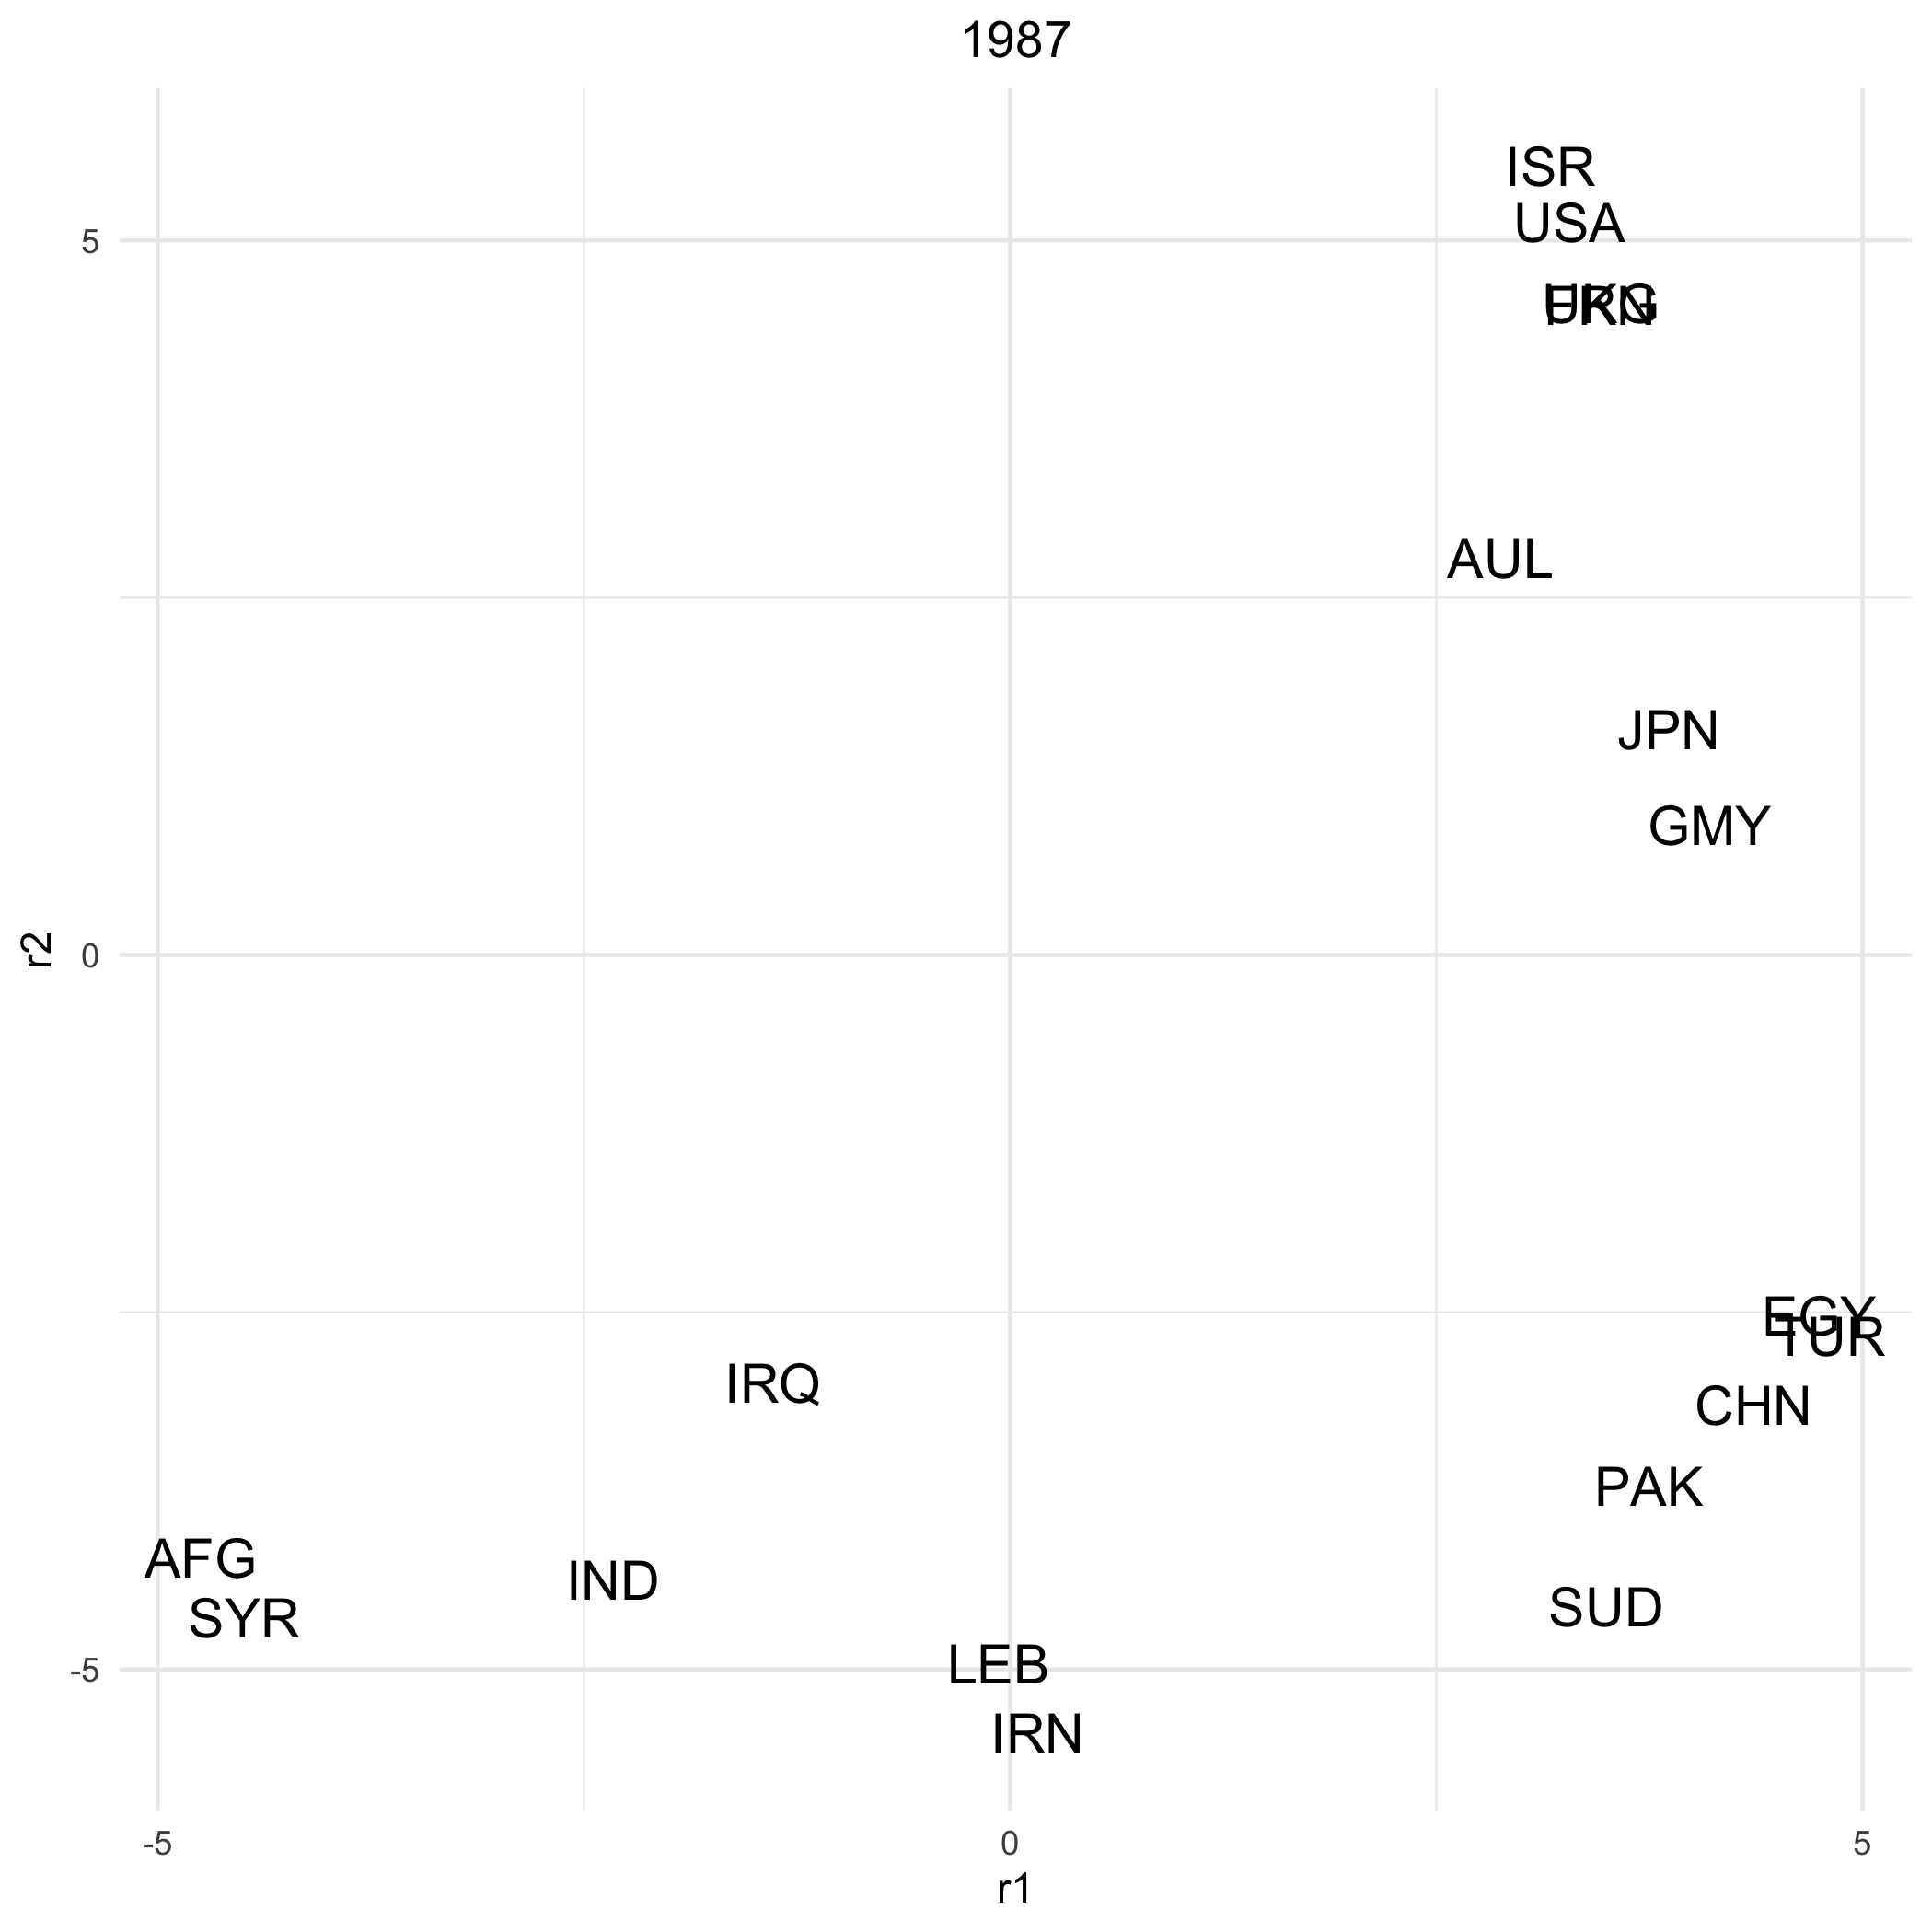 1987
ISR
USA
5
AUL
JPN
GMY
r2
0
EGY
TUR
IRQ
CHN
PAK
AFG
IND
SUD
SYR
LEB
-5
IRN
-5
0
5
r1